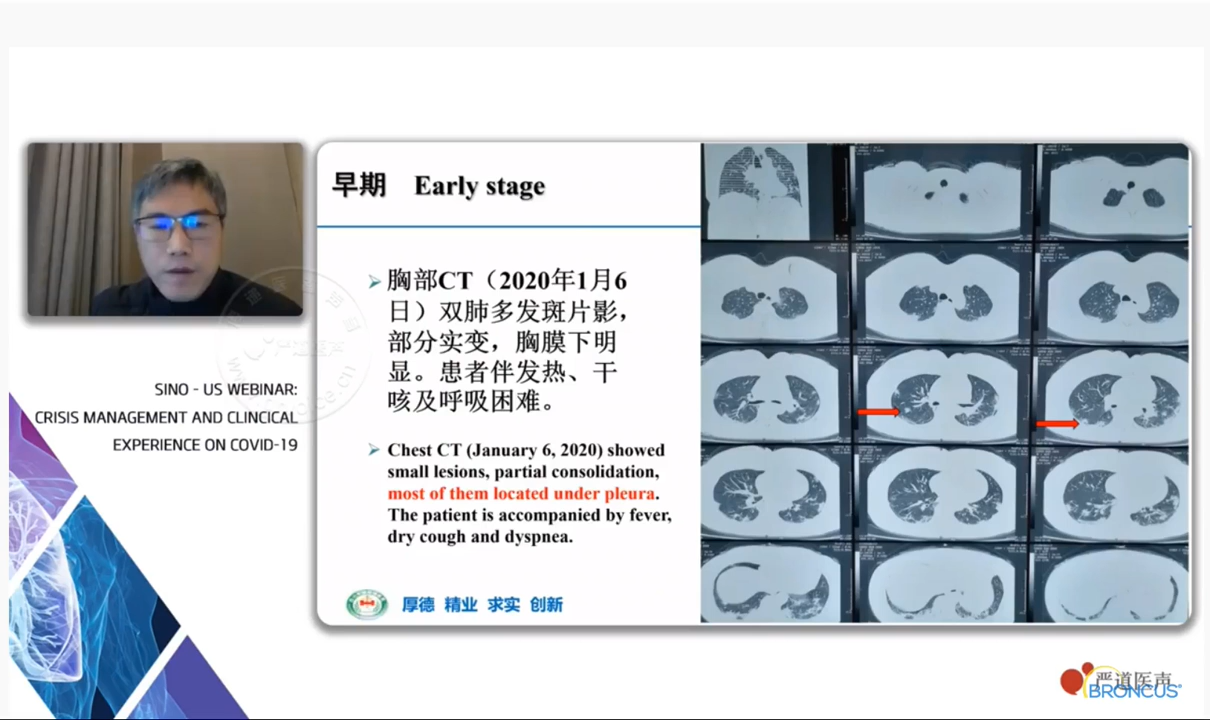 早期 Early stage
胸部CT（2020年1月6
日）双肺多发斑片影，
部分实变，胸膜下明
显。患者伴发热、干
咳及呼吸困难。
Chest CT (January 6, 2020) showed
small lesions, partial consolidation,
most of them located under pleura.
The patient is accompanied by fever,
dry cough and dyspnea.
厚德 精业 求实 创新
SINO - US WEBINAR:
CRISIS MANAGEMENT AND CLINCICAL
EXPERIENCE ON COVID-19
严道医声
BRONCUS